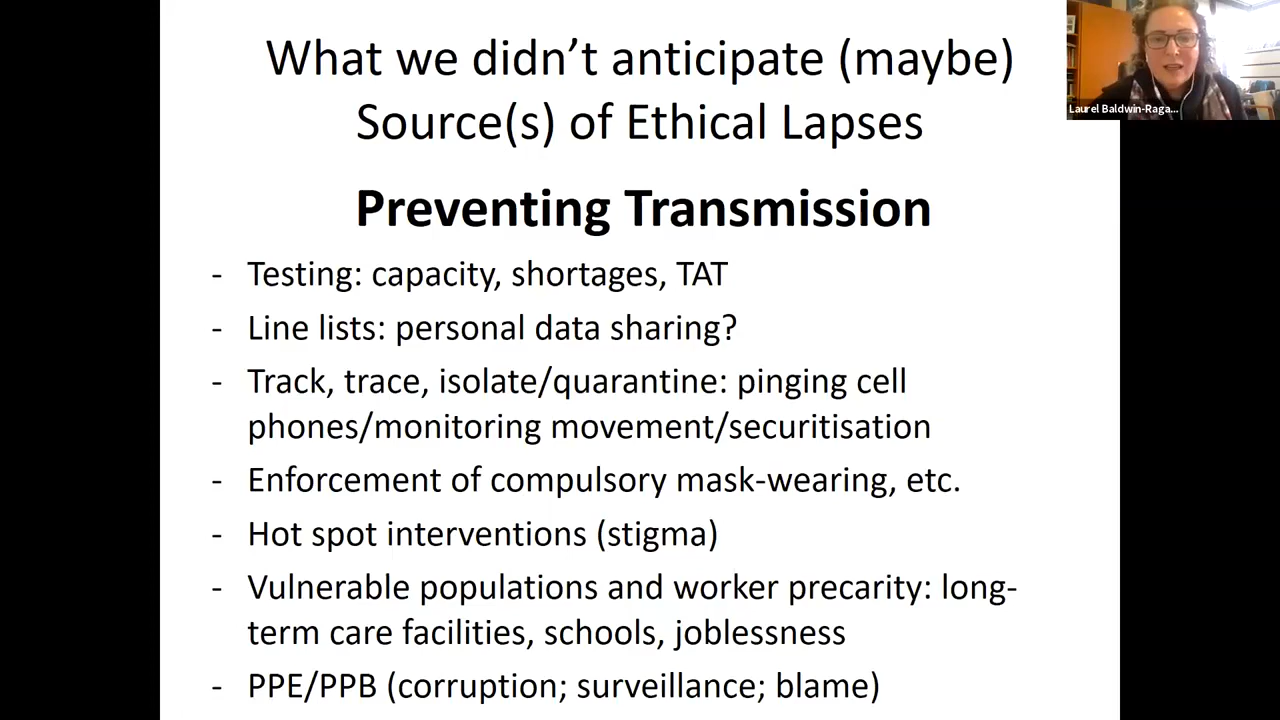 What we didn't anticipate (maybe)
Source(s) of Ethical Lapses
Laurel Baldwin-Raga...
Preventing Transmission
- Testing: capacity, shortages, TAT
- Line lists: personal data sharing?
- Track, trace, isolate/quarantine: pinging cell
phones/monitoring movement/securitisation
- Enforcement of compulsory mask-wearing, etc.
- Hot spot interventions (stigma)
- Vulnerable populations and worker precarity: long-
term care facilities, schools, joblessness
- PPE/PPB (corruption; surveillance; blame)